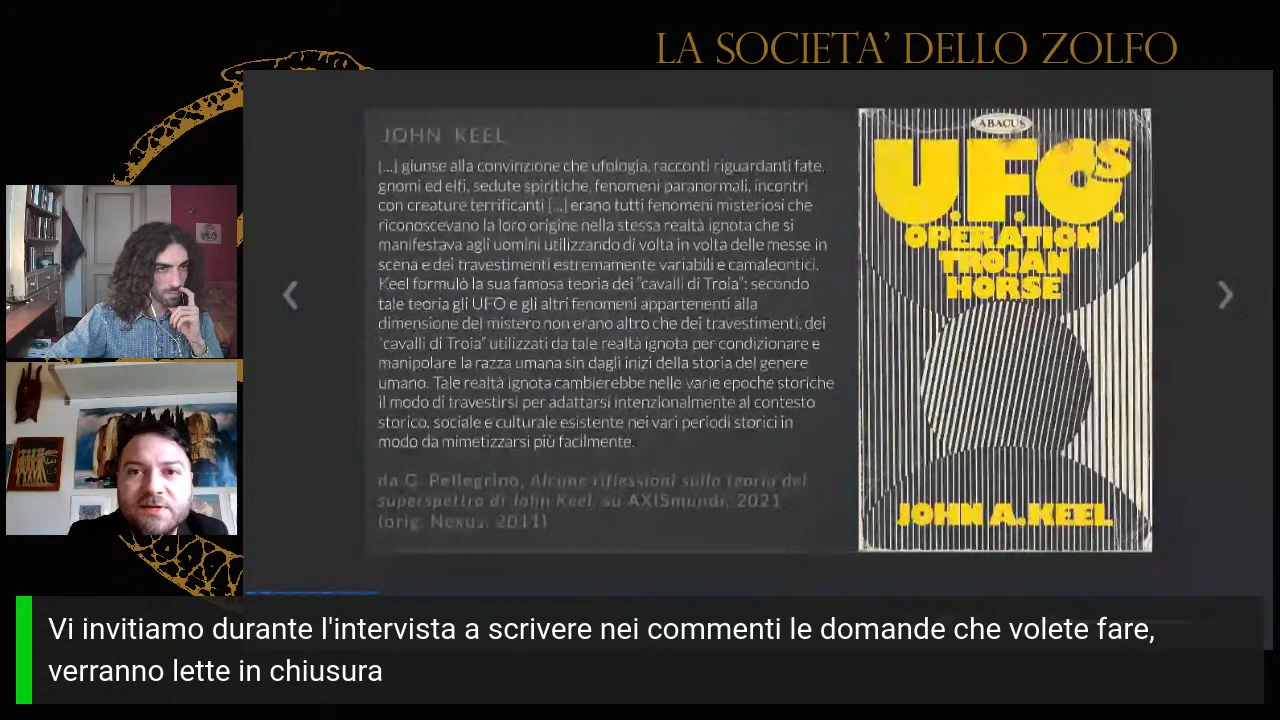 LA SOCIETA' DELLO ZOLFO
JOHN KEEL
[...] giunse alla convinzione che ufologia, racconti riguardanti fate,
gnomi ed elfi, sedute spiritiche, fenomeni paranormali, incontri
con creature terrificanti [...] erano tutti fenomeni misteriosi che
riconoscevano la loro origine nella stessa realtà ignota che si
manifestava agli uomini utilizzando di volta in volta delle messe in
scena e dei travestimenti estremamente variabili e camaleontici.
Keel formulò la sua famosa teoria dei "cavalli di Troia": secondo
tale teoria gli UFO e gli altri fenomeni appartenenti alla
dimensione del mistero non erano altro che dei travestimenti, dei
"cavalli di Troia" utilizzati da tale realtà ignota per condizionare e
manipolare la razza umana sin dagli inizi della storia del genere
umano. Tale realtà ignota cambierebbe nelle varie epoche storiche
il modo di travestirsi per adattarsi intenzionalmente al contesto
storico, sociale e culturale esistente nei vari periodi storici in
modo da mimetizzarsi più facilmente.
da G. Pellegrino, Alcune riflessioni sulla teoria del
superspettro di John Keel, su AXISmundi, 2021
(orig. Nexus, 2011)
ABACUS
U.F.O.s
OPERATION
TROJAN
HORSE
JOHN A. KEEL
Vi invitiamo durante l'intervista a scrivere nei commenti le domande che volete fare,
verranno lette in chiusura